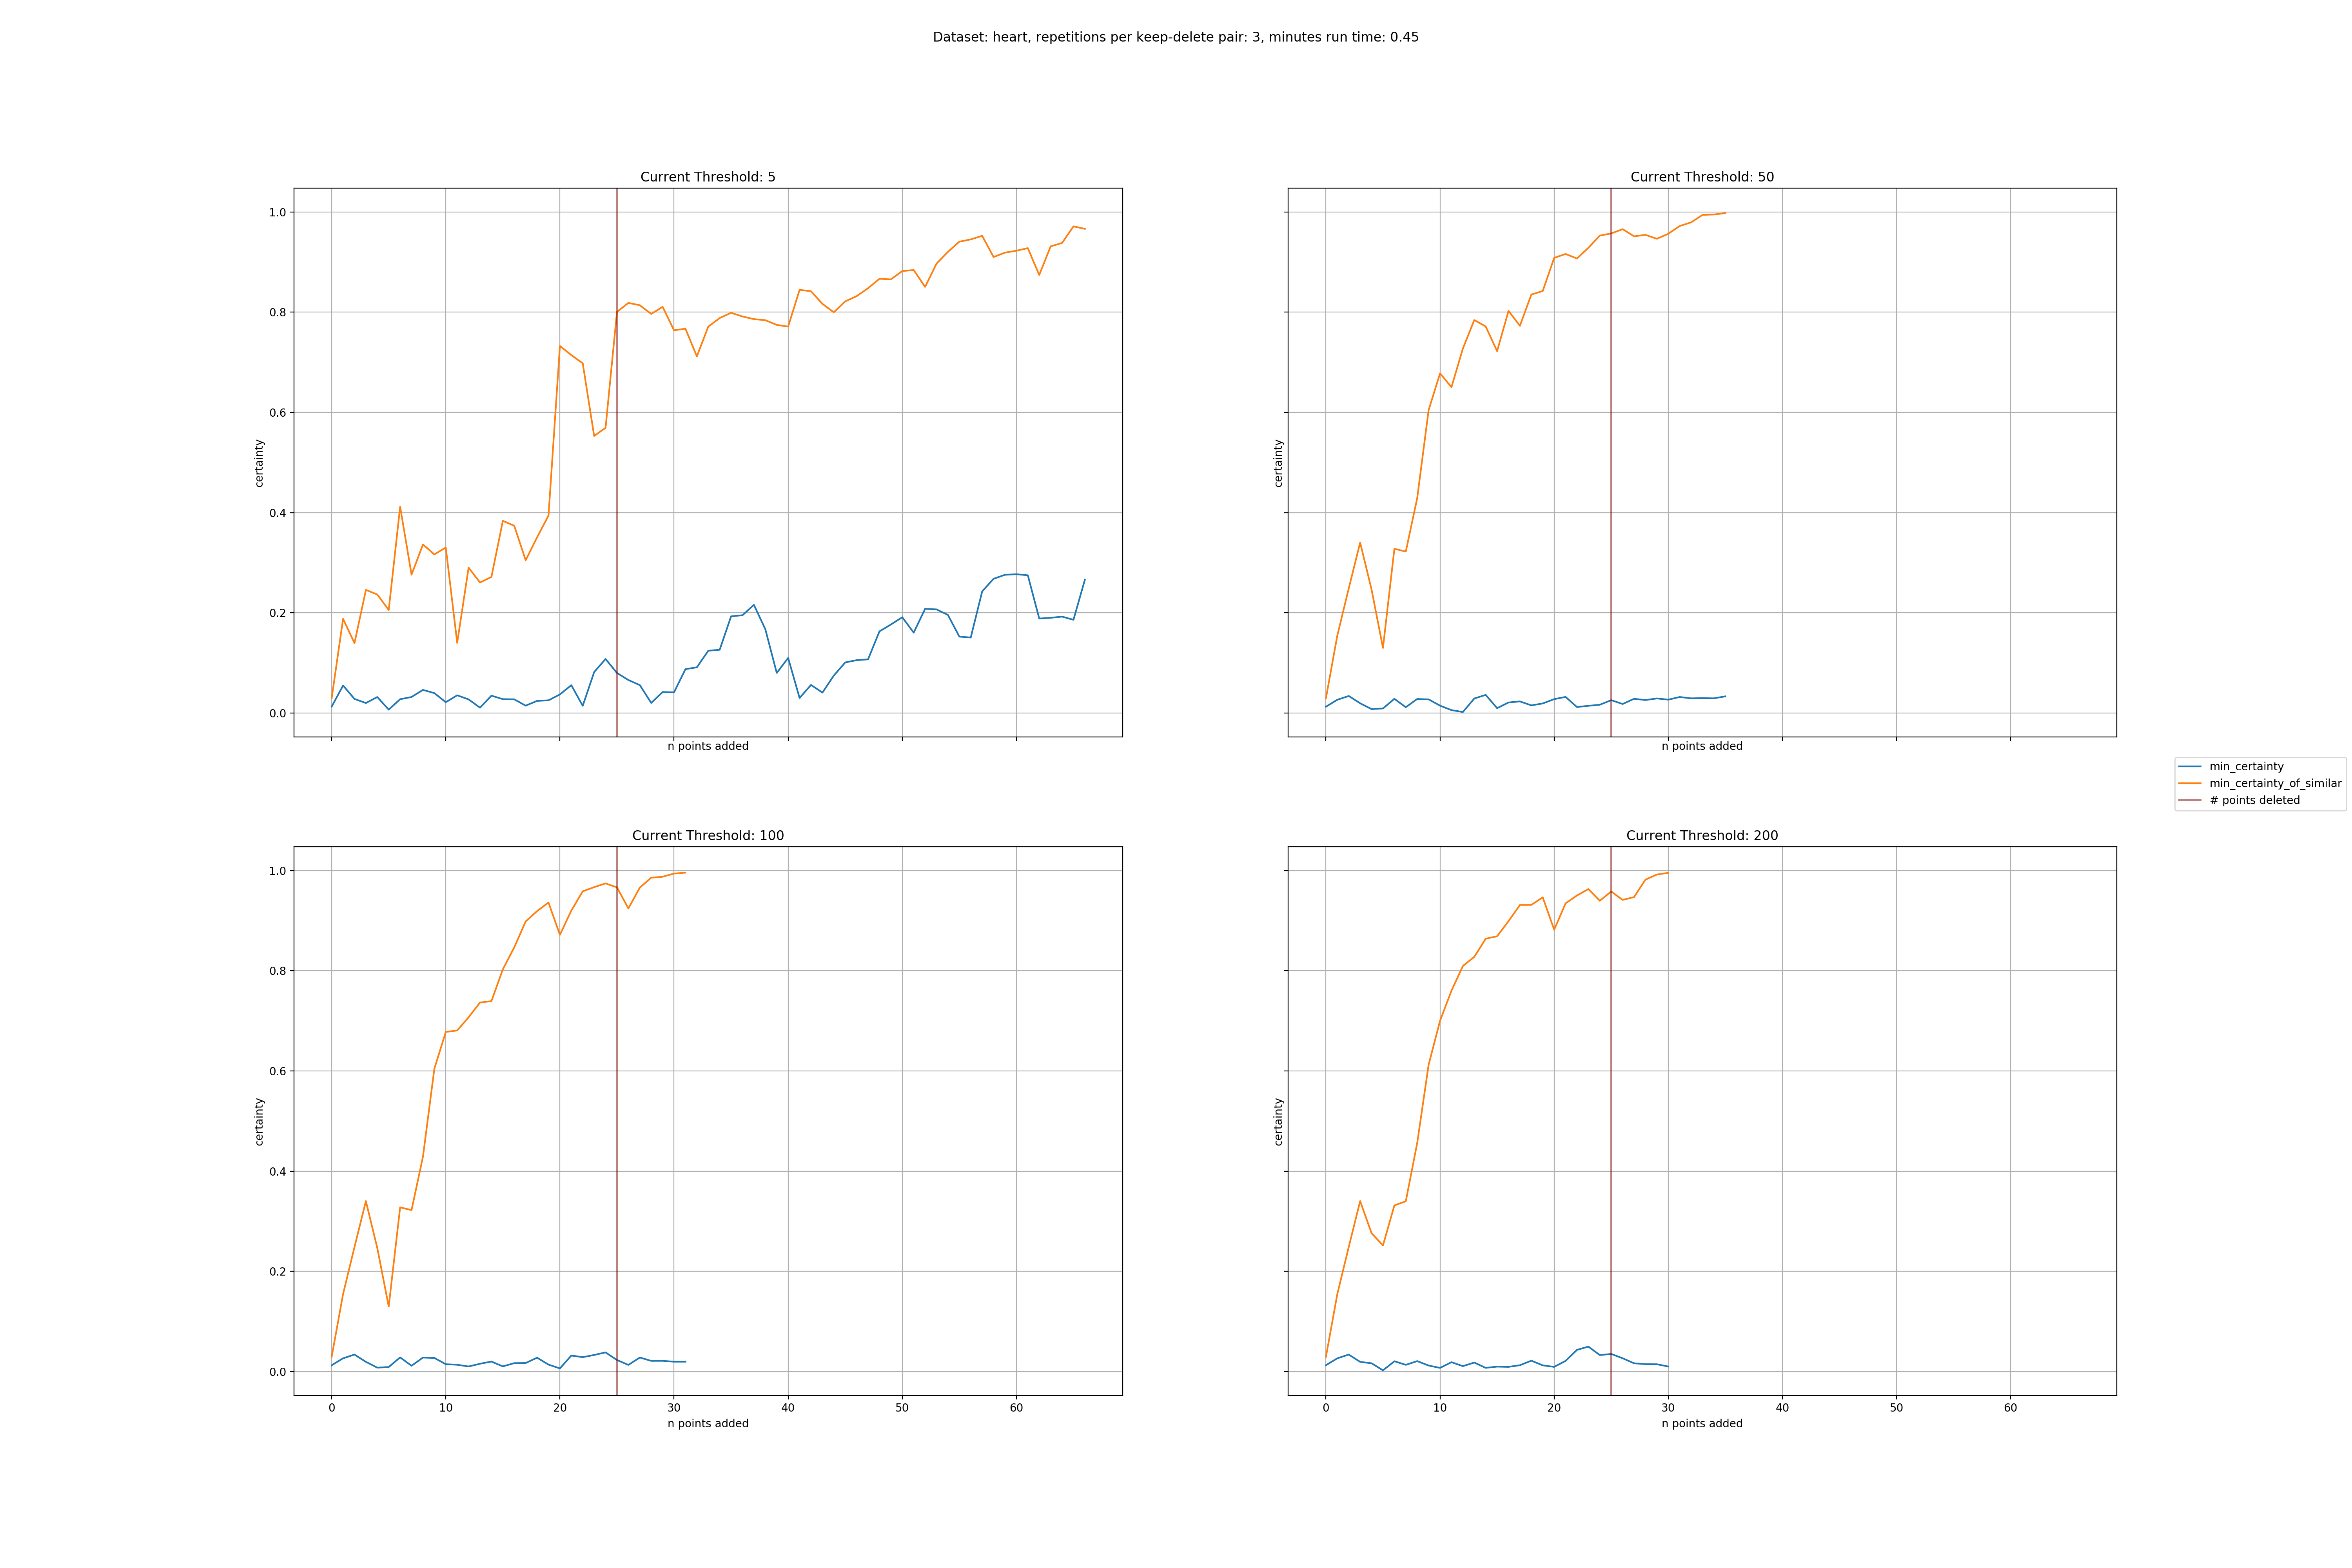 Dataset: heart, repetitions per keep-delete pair: 3, minutes run time: 0.45
Current Threshold: 5
1.0
0.8
0.6
0.4
0.2
0.0
certainty
n points added
Current Threshold: 50
certainty
n points added
min_certainty
min_certainty_of_similar
# points deleted
Current Threshold: 100
1.0
0.8
0.6
0.4
0.2
0.0
certainty
0 10 20 30 40 50 60
n points added
Current Threshold: 200
certainty
0 10 20 30 40 50 60
n points added